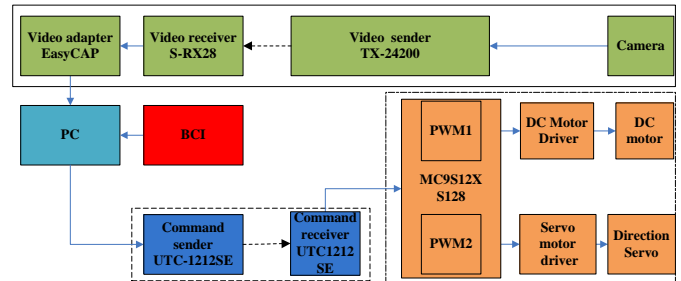 Video adapter
EasyCAP
Video receiver
S-RX28
Video sender
TX-24200
Camera
PC
BCI
PWM1
DC Motor
Driver
DC
motor
MC9S12X
S128
Command
sender
UTC-1212SE
Command
receiver
UTC1212
SE
PWM2
Servo
motor
driver
Direction
Servo